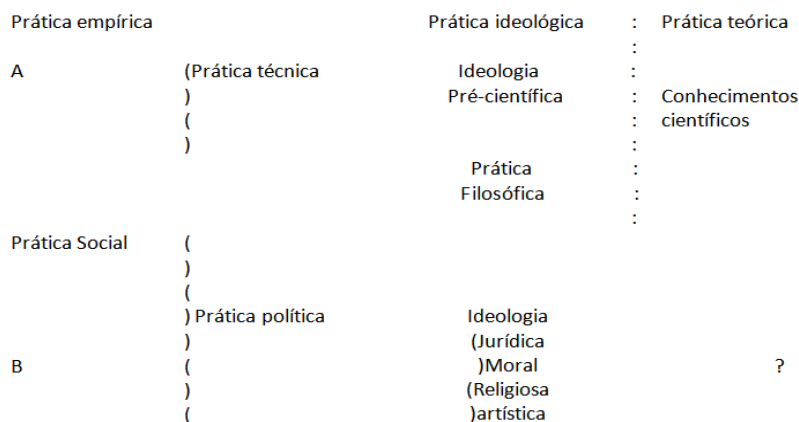 Prática empírica Prática ideológica : Prática teórica
:
A (Prática técnica Ideologia :
) Pré-científica : Conhecimentos
( : científicos
) :
Prática :
Filosófica :
:
Prática Social (
)
(
) Prática política Ideologia
) (Jurídica
B ( )Moral ?
) (Religiosa
( )artística